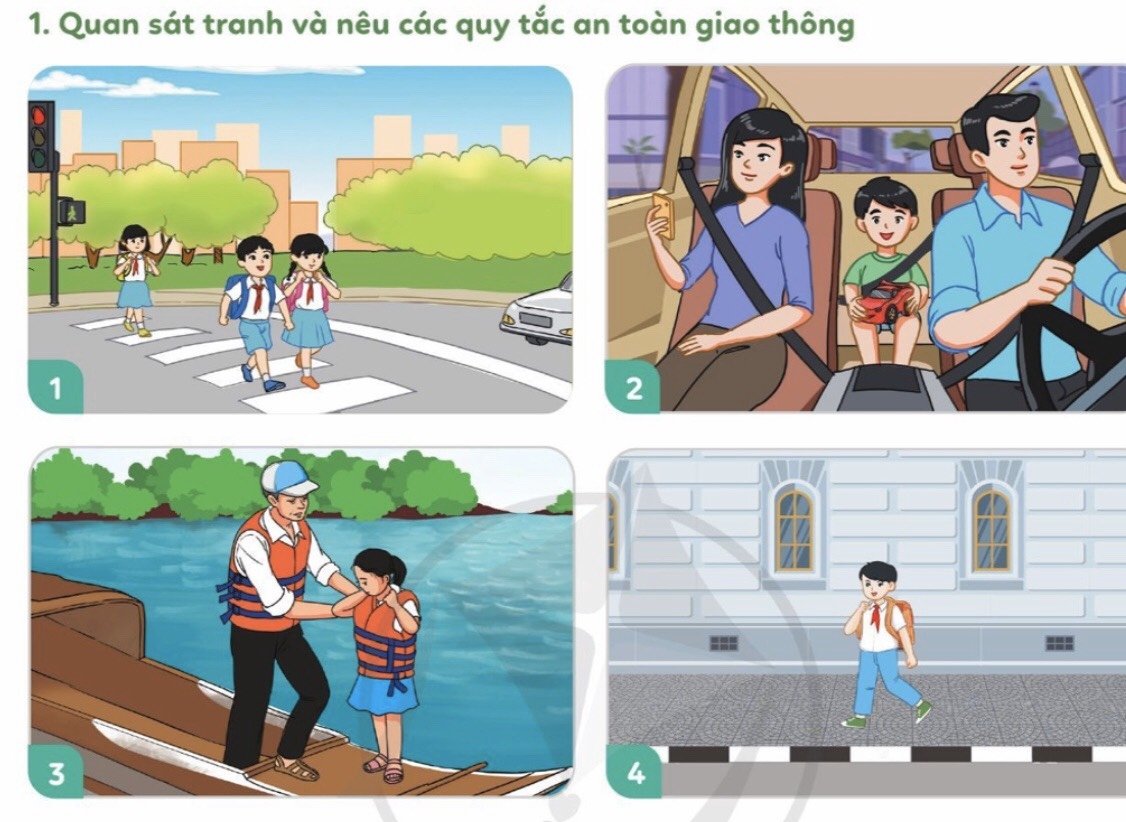 1. Quan sát tranh và nêu các quy tắc an toàn giao thông
1
2
3
4